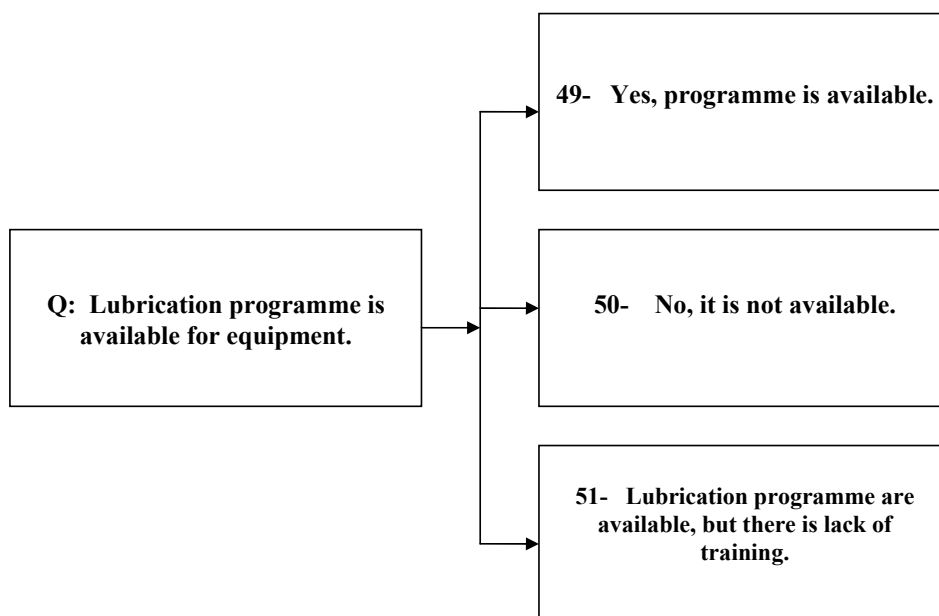 49- Yes, programme is available.
Q: Lubrication programme is
available for equipment.
50- No, it is not available.
51- Lubrication programme are
available, but there is lack of
training.